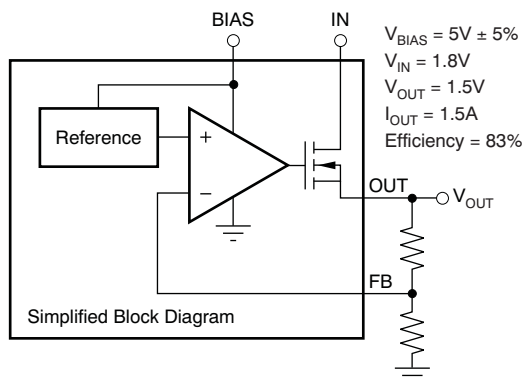 BIAS
IN
V_BIAS = 5V ± 5%
V_IN = 1.8V
V_OUT = 1.5V
I_OUT = 1.5A
Efficiency = 83%
Reference
+
−
OUT
V_OUT
FB
Simplified Block Diagram